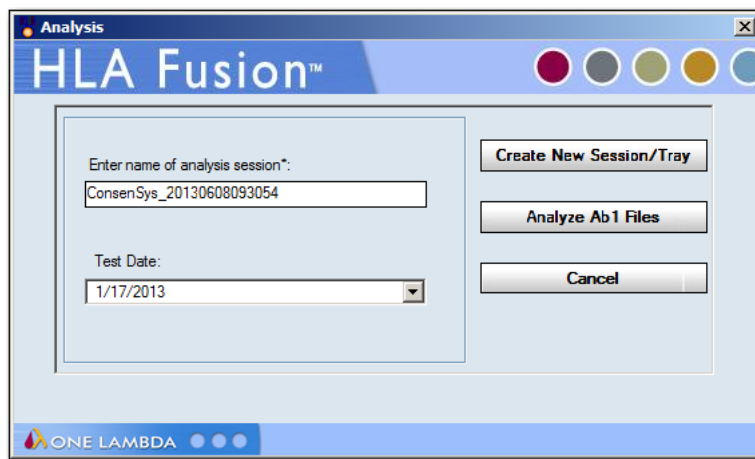 Analysis
HLA Fusion™
Enter name of analysis session*:
ConsenSys_20130608093054
Test Date:
1/17/2013
Create New Session/Tray
Analyze Ab1 Files
Cancel
ONE LAMBDA